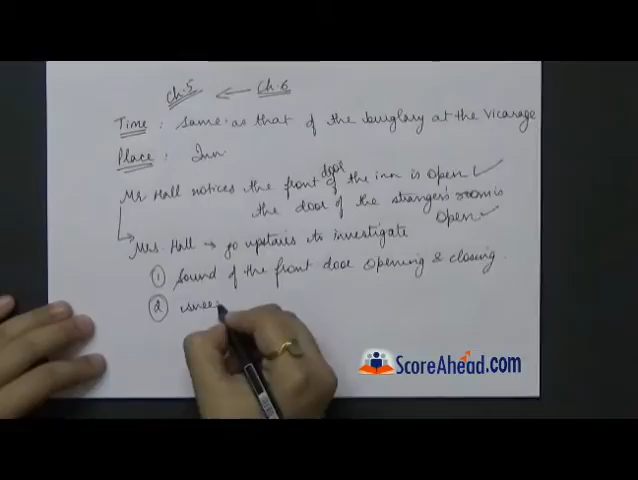 Ch.5 ← Ch.6
Time : same as that of the burglary at the Vicarage
Place : Inn.
Mr Hall notices the front door of the inn is open ✓
the door of the stranger's room is
open ✓
Mrs. Hall → go upstairs to investigate
① sound of the front door opening & closing.
② snee
ScoreAhead.com